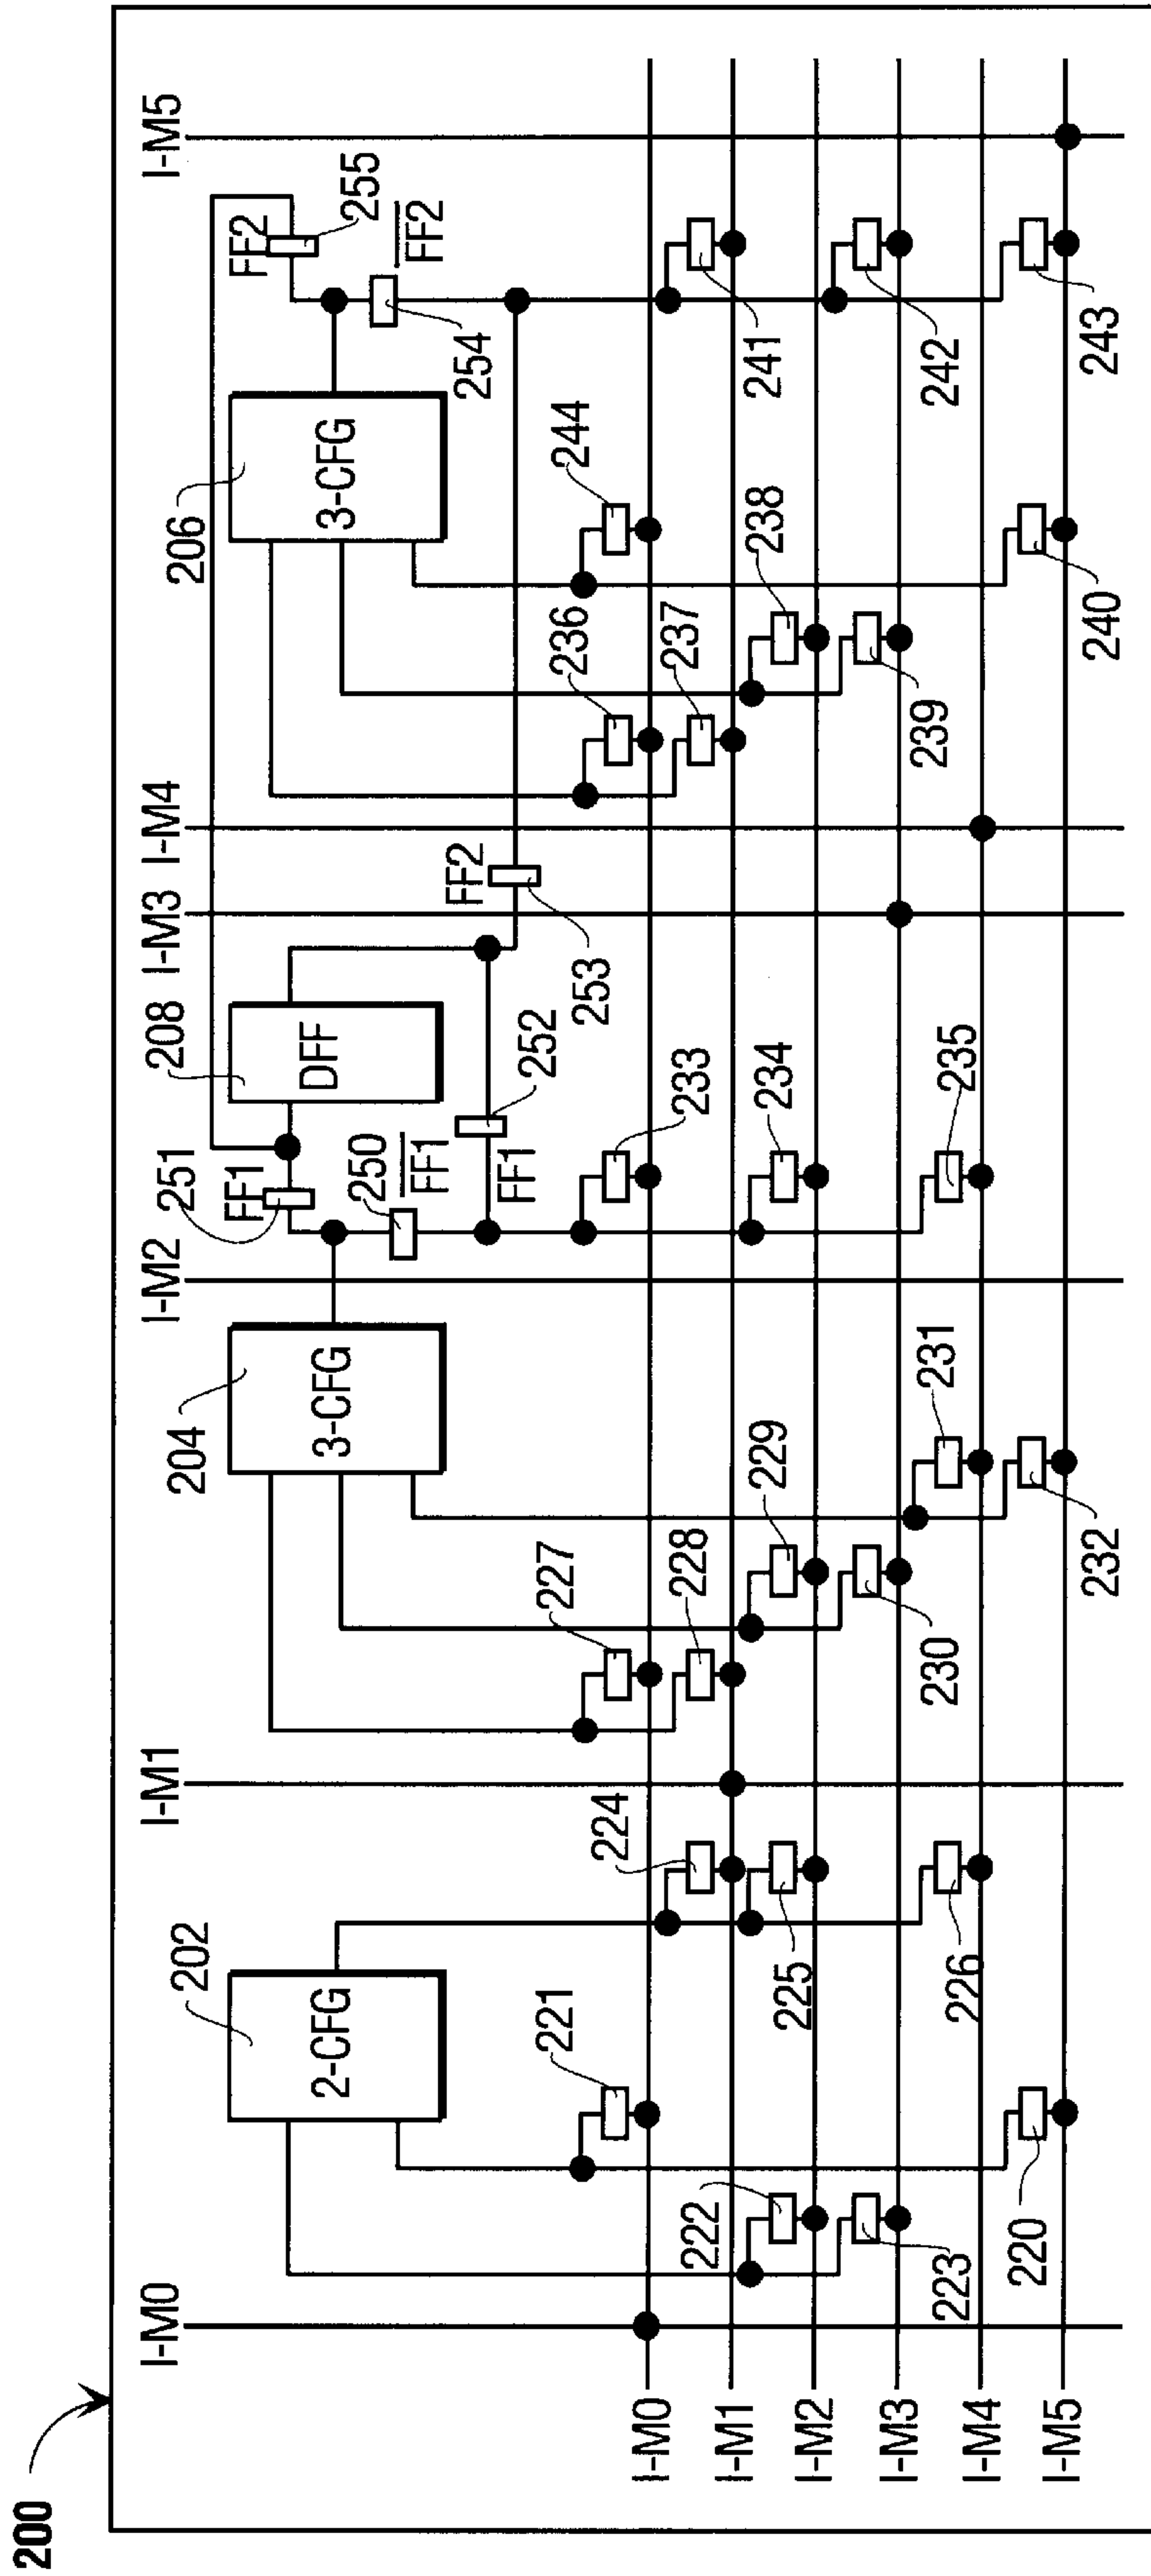 200
I-M0
I-M1
I-M2
I-M3
I-M4
I-M5
202
2-CFG
204
3-CFG
208
DFF
206
3-CFG
251
FF1
250
F̅F̅1̅
252
FF1
FF2
253
FF2
255
F̅F̅2̅
254
221
224
227
233
236
244
228
237
241
222
225
229
234
238
223
230
239
242
226
231
235
220
232
240
243
I-M0
I-M1
I-M2
I-M3
I-M4
I-M5